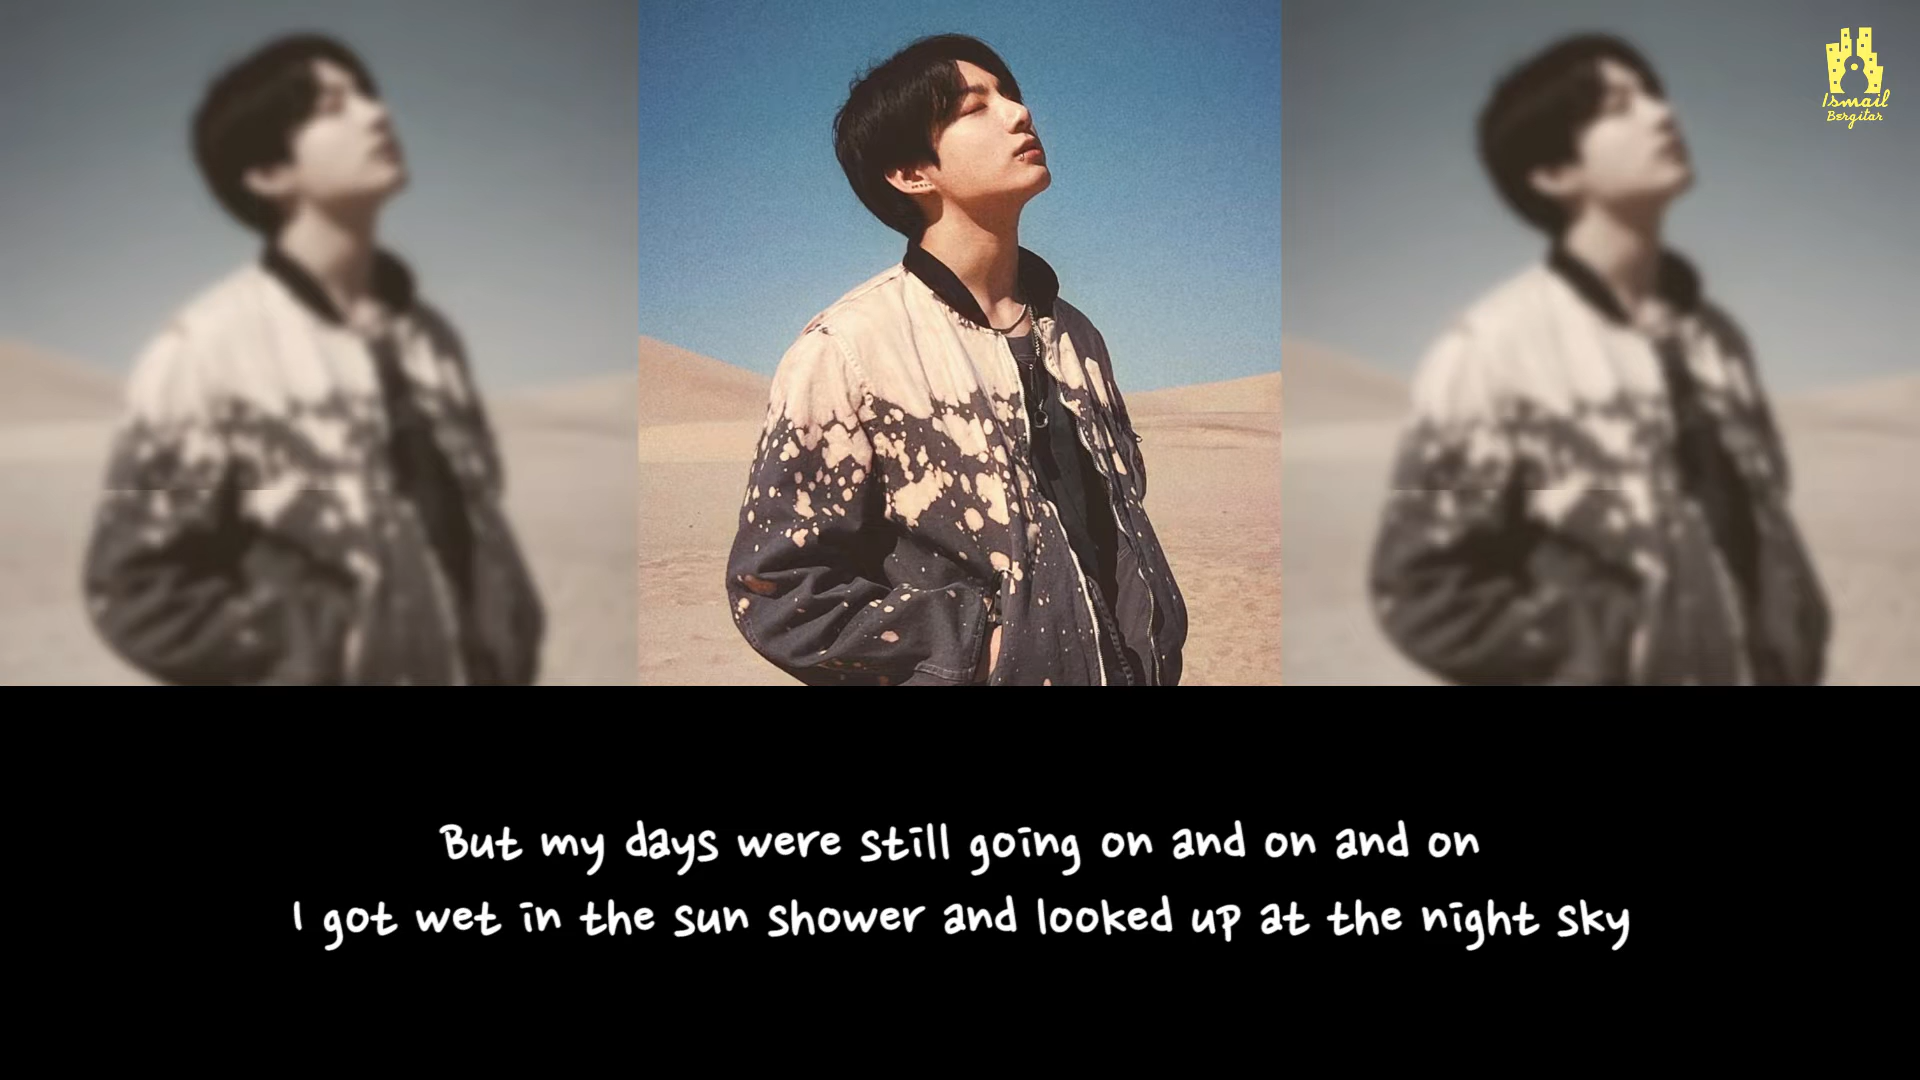 Ismail
Bergitar
But my days were still going on and on and on
I got wet in the sun shower and looked up at the night sky